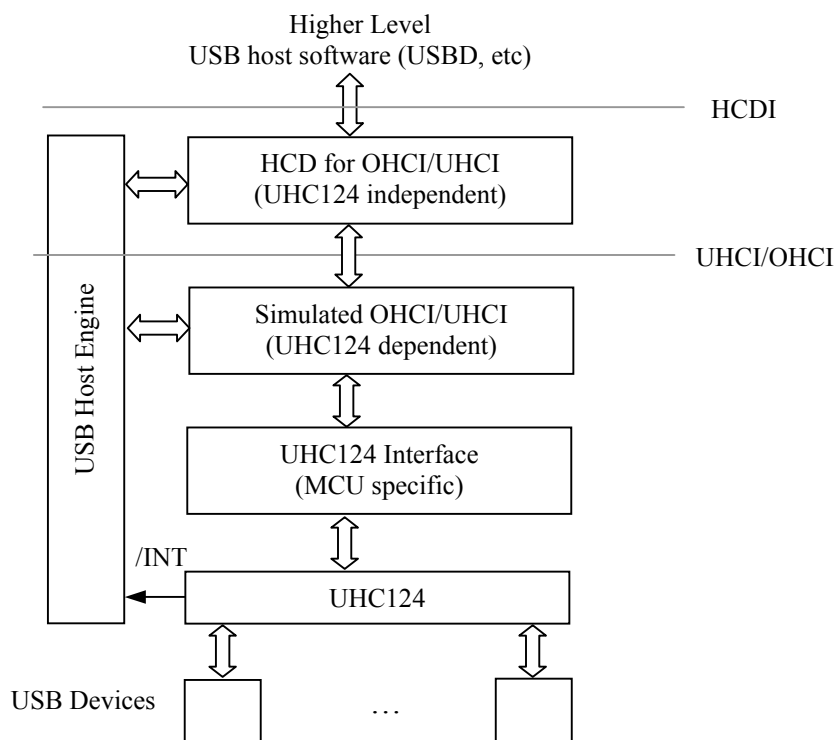 Higher Level
USB host software (USBD, etc)
HCDI
HCD for OHCI/UHCI
(UHC124 independent)
UHCI/OHCI
Simulated OHCI/UHCI
(UHC124 dependent)
USB Host Engine
UHC124 Interface
(MCU specific)
/INT
UHC124
USB Devices
…